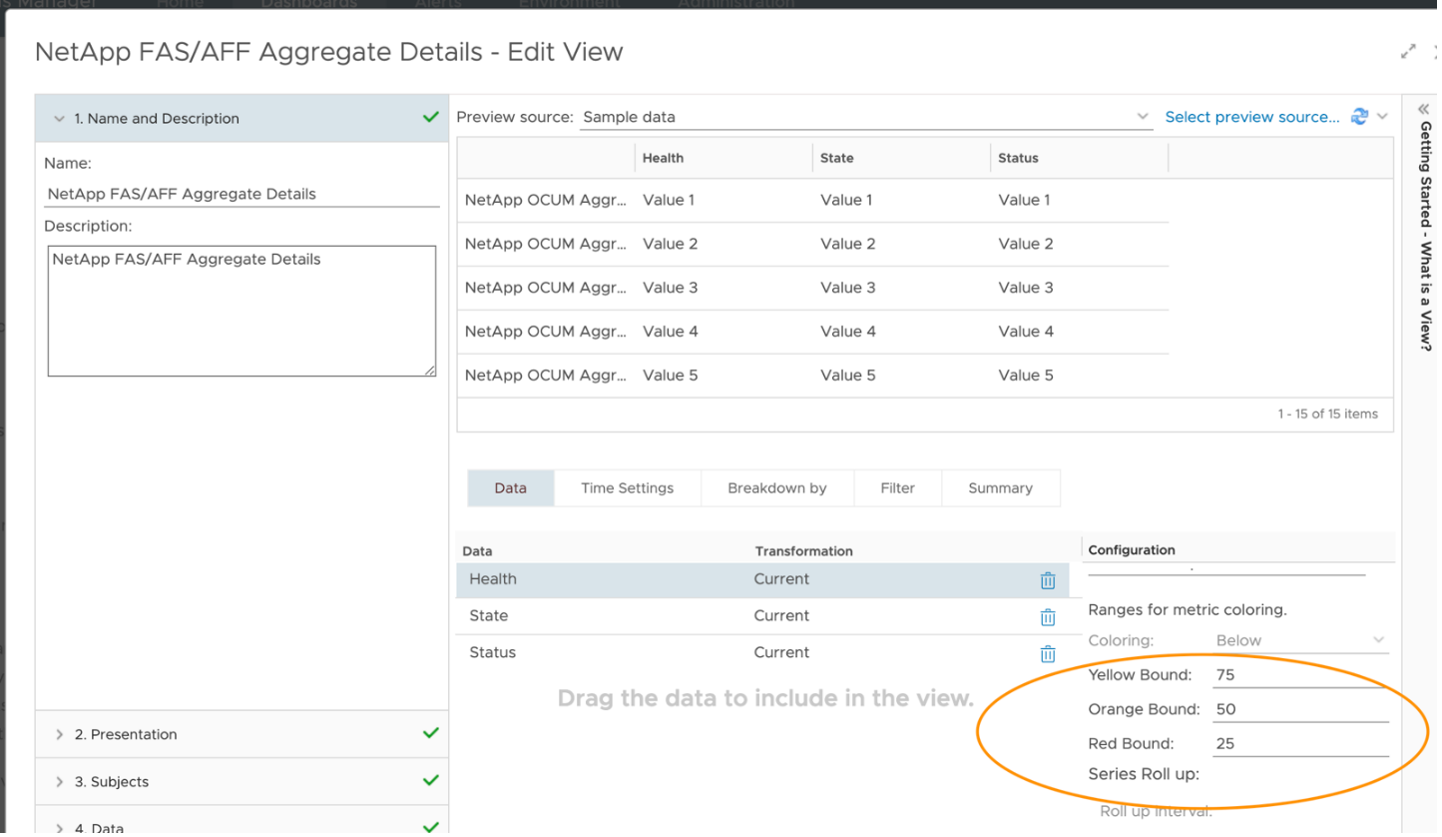 Manager Home Dashboards Alerts Environment Administration
NetApp FAS/AFF Aggregate Details - Edit View
1. Name and Description
Name:
NetApp FAS/AFF Aggregate Details
Description:
NetApp FAS/AFF Aggregate Details
2. Presentation
3. Subjects
4. Data
Preview source: Sample data Select preview source...
Health State Status
NetApp OCUM Aggr... Value 1 Value 1 Value 1
NetApp OCUM Aggr... Value 2 Value 2 Value 2
NetApp OCUM Aggr... Value 3 Value 3 Value 3
NetApp OCUM Aggr... Value 4 Value 4 Value 4
NetApp OCUM Aggr... Value 5 Value 5 Value 5
1 - 15 of 15 items
Data Time Settings Breakdown by Filter Summary
Data Transformation
Health Current
State Current
Status Current
Drag the data to include in the view.
Configuration
Ranges for metric coloring.
Coloring: Below
Yellow Bound: 75
Orange Bound: 50
Red Bound: 25
Series Roll up:
Roll up interval:
Getting Started - What is a View?